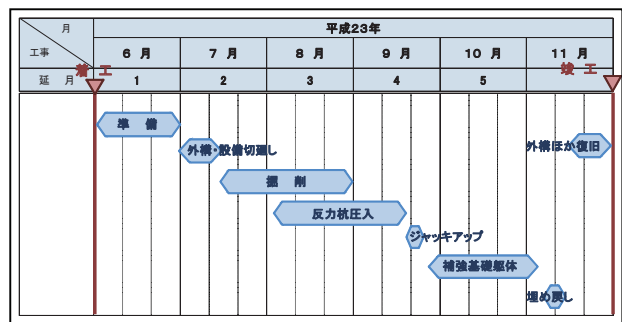 月
平成23年
工事
6 月
7 月
8 月
9 月
10 月
11 月
着 工
竣 工
延 月
1
2
3
4
5
準 備
外構・設備切廻し
外構ほか復旧
掘 削
反力杭圧入
ジャッキアップ
補強基礎躯体
埋め戻し